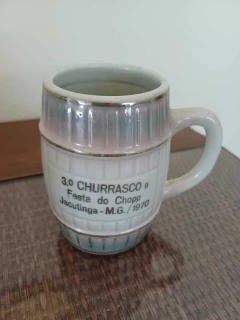 3.o CHURRASCO e
Festa do Chopp
Jacutinga - M.G./1970